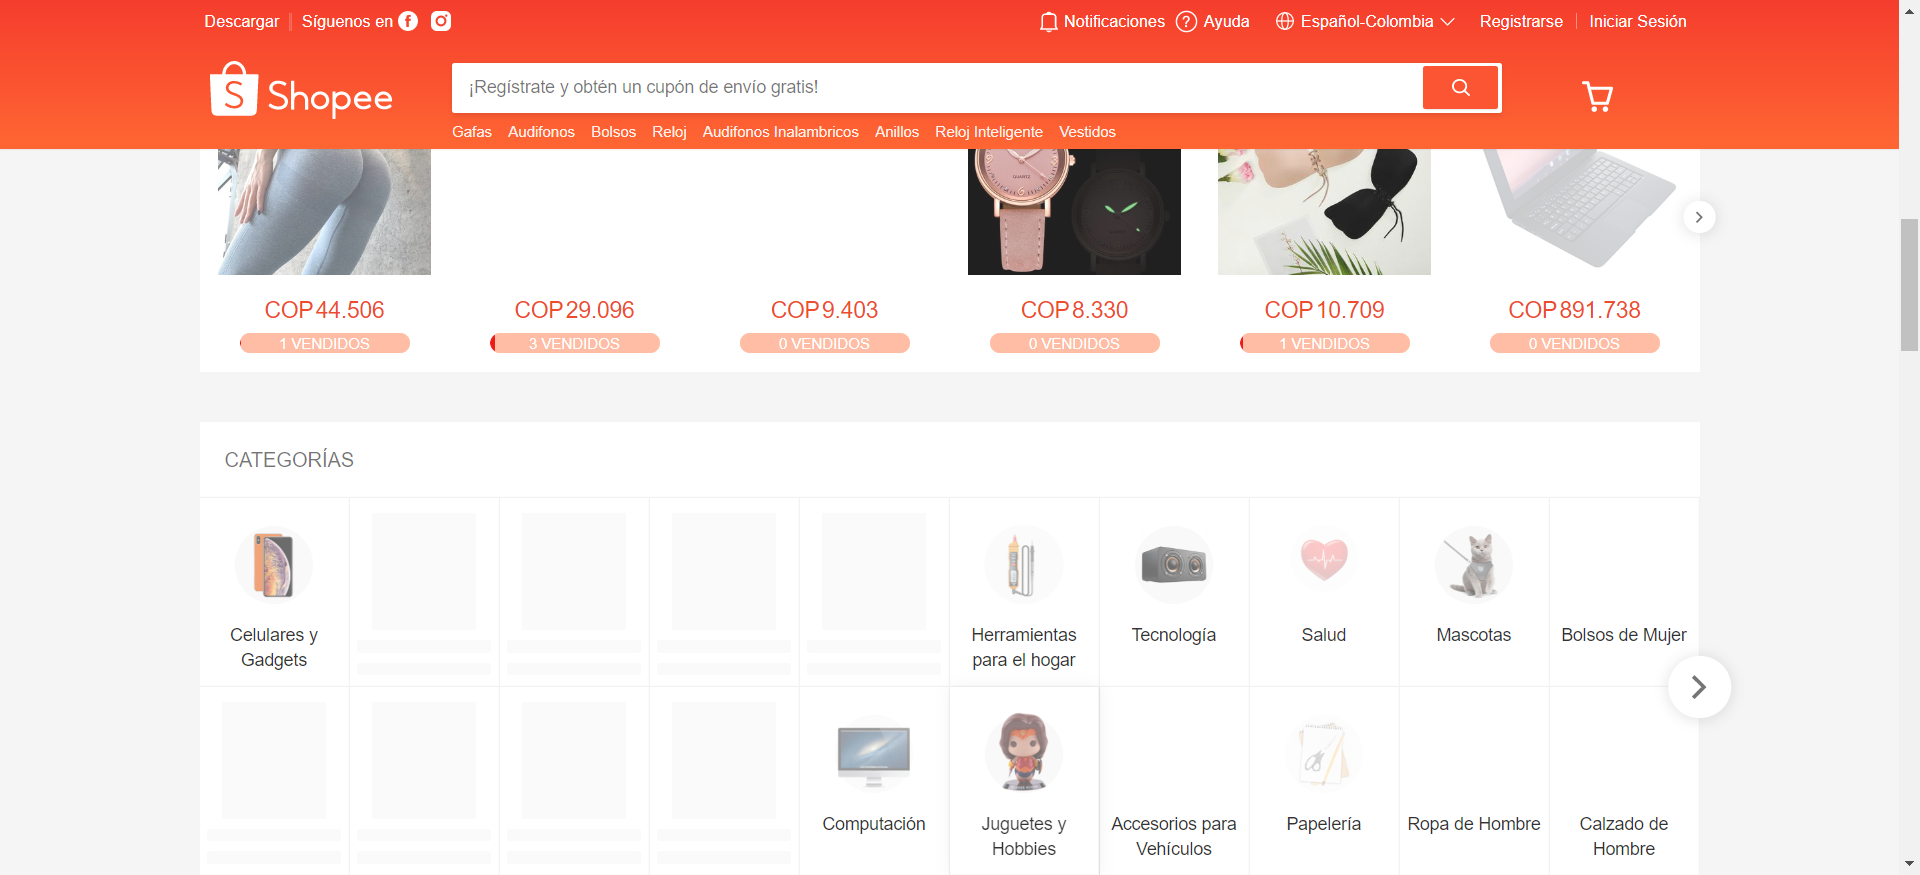 Descargar Síguenos en
Notificaciones Ayuda Español-Colombia Registrarse Iniciar Sesión
S Shopee
¡Regístrate y obtén un cupón de envío gratis!
Gafas Audifonos Bolsos Reloj Audifonos Inalambricos Anillos Reloj Inteligente Vestidos
QUARTZ
COP 44.506 COP 29.096 COP 9.403 COP 8.330 COP 10.709 COP 891.738
1 VENDIDOS 3 VENDIDOS 0 VENDIDOS 0 VENDIDOS 1 VENDIDOS 0 VENDIDOS
CATEGORÍAS
Celulares y
Gadgets
Herramientas
para el hogar
Tecnología
Salud
Mascotas
Bolsos de Mujer
Computación
Juguetes y
Hobbies
Accesorios para
Vehículos
Papelería
Ropa de Hombre
Calzado de
Hombre